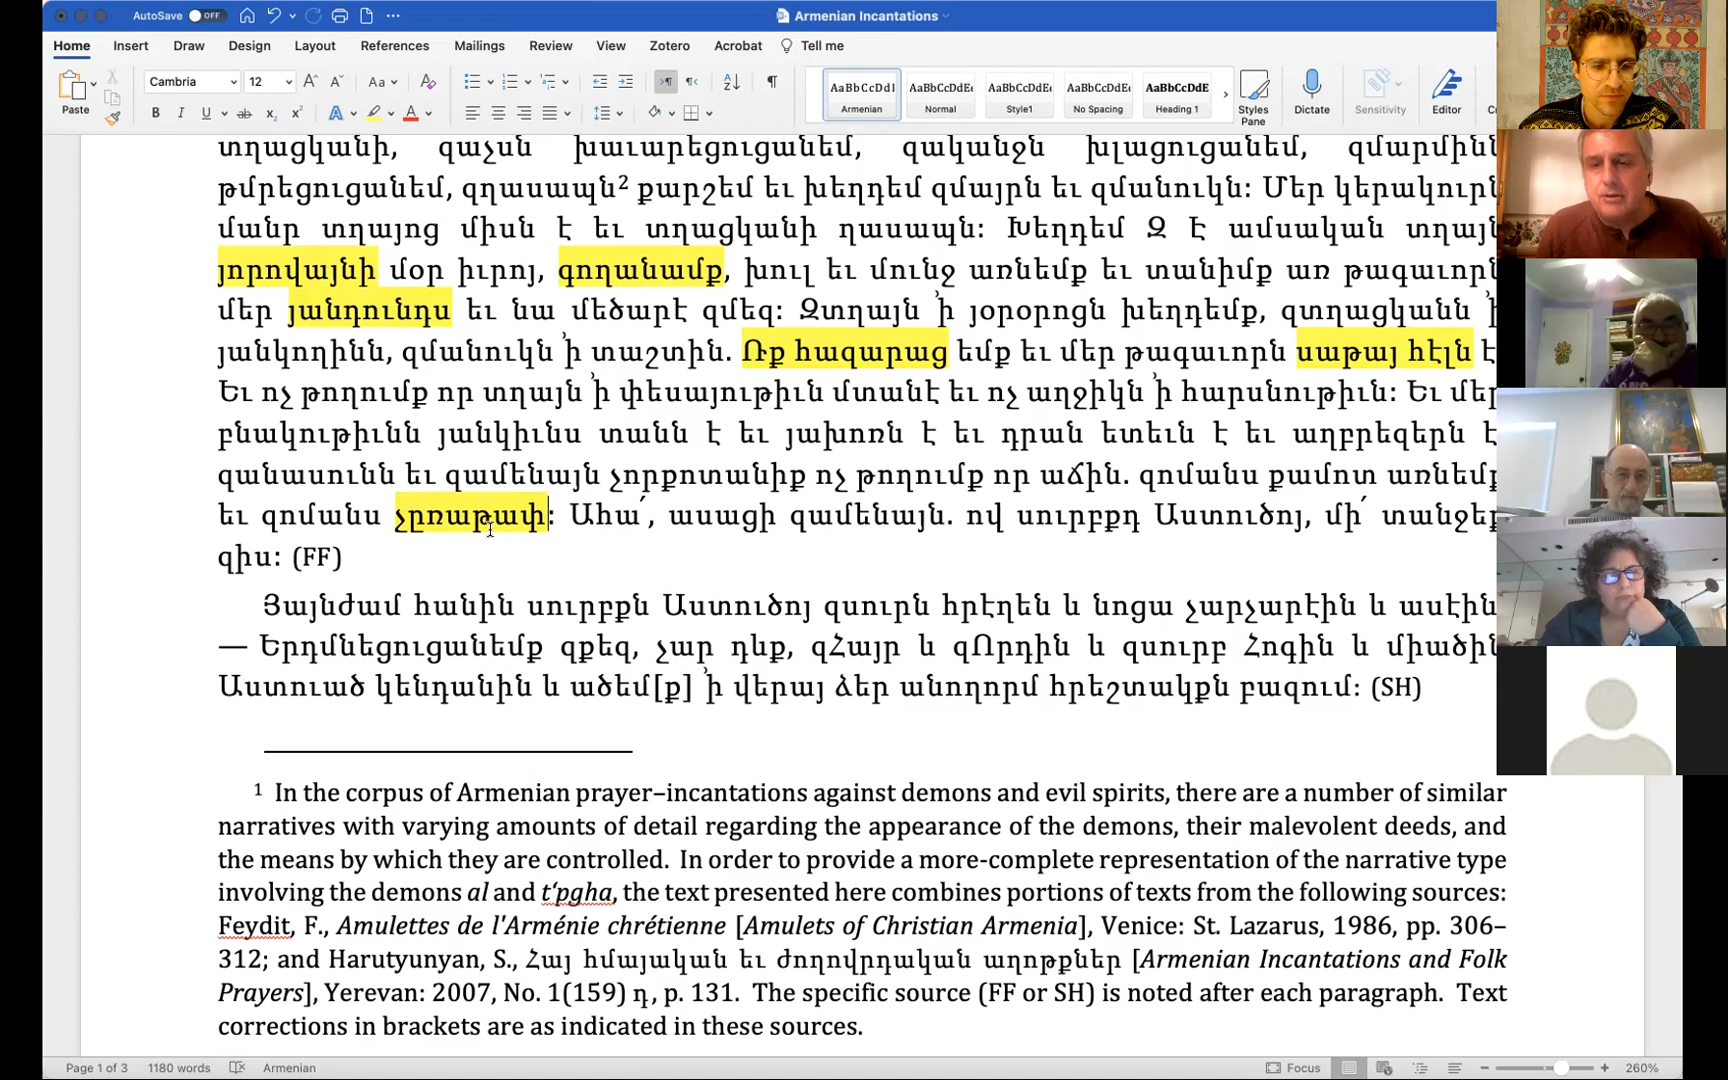 AutoSave OFF
Armenian Incantations
Home Insert Draw Design Layout References Mailings Review View Zotero Acrobat Tell me
Paste
Cambria 12
AaBbCcDdI AaBbCcDdEe AaBbCcDdEe AaBbCcDdEe AaBbCcDdE
Armenian Normal Style1 No Spacing Heading 1
Styles Pane
Dictate
Sensitivity
Editor
տղացկանի, զաչսն խաւարեցուցանեմ, զականջն խլացուցանեմ, զմարմինն
թմրեցուցանեմ, զղասապն² քարշեմ եւ խեղդեմ զմայրն եւ զմանուկն։ Մեր կերակուրն
մանր տղայոց միսն է եւ տղացկանի ղասապն։ Խեղդեմ Զ Է ամսական տղայն
յորովայնի մօր իւրոյ, գողանամք, խուլ եւ մունջ առնեմք եւ տանիմք առ թագաւորն
մեր յանդունդս եւ նա մեծարէ զմեզ։ Զտղայն ՚ի յօրօրոցն խեղդեմք, զտղացկանն ՚ի
յանկողինն, զմանուկն ՚ի տաշտին. Ռք հազարաց եմք եւ մեր թագաւորն սաթայ հէլն է
Եւ ոչ թողումք որ տղայն ՚ի փեսայութիւն մտանէ եւ ոչ աղջիկն ՚ի հարսնութիւն։ Եւ մեր
բնակութիւնն յանկիւնս տանն է եւ յախոռն է եւ դրան ետեւն է եւ աղբրեզերն է
զանասունն եւ զամենայն չորքոտանիք ոչ թողումք որ աճին. զոմանս քամոտ առնեմք
եւ զոմանս չըռաթափ։ Ահա՛, ասացի զամենայն. ով սուրբքդ Աստուծոյ, մի՛ տանջէք
զիս։ (FF)
Յայնժամ հանին սուրբքն Աստուծոյ զսուրն հրէղեն և նոցա չարչարէին և ասէին
— Երդմնեցուցանեմք զքեզ, չար դևք, զՀայր և զՈրդին և զսուրբ Հոգին և միածին
Աստուած կենդանին և ածեմ[ք] ՚ի վերայ ձեր անողորմ հրեշտակքն բազում։ (SH)
¹ In the corpus of Armenian prayer–incantations against demons and evil spirits, there are a number of similar
narratives with varying amounts of detail regarding the appearance of the demons, their malevolent deeds, and
the means by which they are controlled. In order to provide a more-complete representation of the narrative type
involving the demons al and t‘pgha, the text presented here combines portions of texts from the following sources:
Feydit, F., Amulettes de l'Arménie chrétienne [Amulets of Christian Armenia], Venice: St. Lazarus, 1986, pp. 306–
312; and Harutyunyan, S., Հայ հմայական եւ ժողովրդական աղոթքներ [Armenian Incantations and Folk
Prayers], Yerevan: 2007, No. 1(159) դ, p. 131. The specific source (FF or SH) is noted after each paragraph. Text
corrections in brackets are as indicated in these sources.
Page 1 of 3 1180 words Armenian Focus 260%